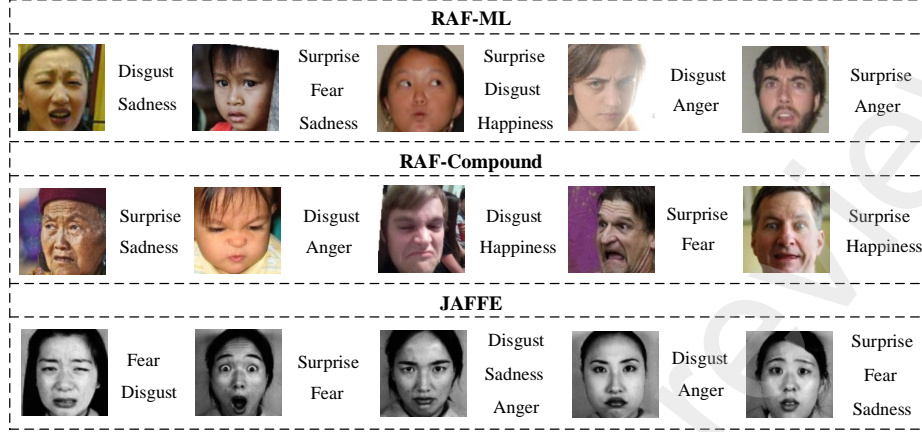 RAF-ML
Disgust
Sadness
Surprise
Fear
Sadness
Surprise
Disgust
Happiness
Disgust
Anger
Surprise
Anger
RAF-Compound
Surprise
Sadness
Disgust
Anger
Disgust
Happiness
Surprise
Fear
Surprise
Happiness
JAFFE
Fear
Disgust
Surprise
Fear
Disgust
Sadness
Anger
Disgust
Anger
Surprise
Fear
Sadness
review